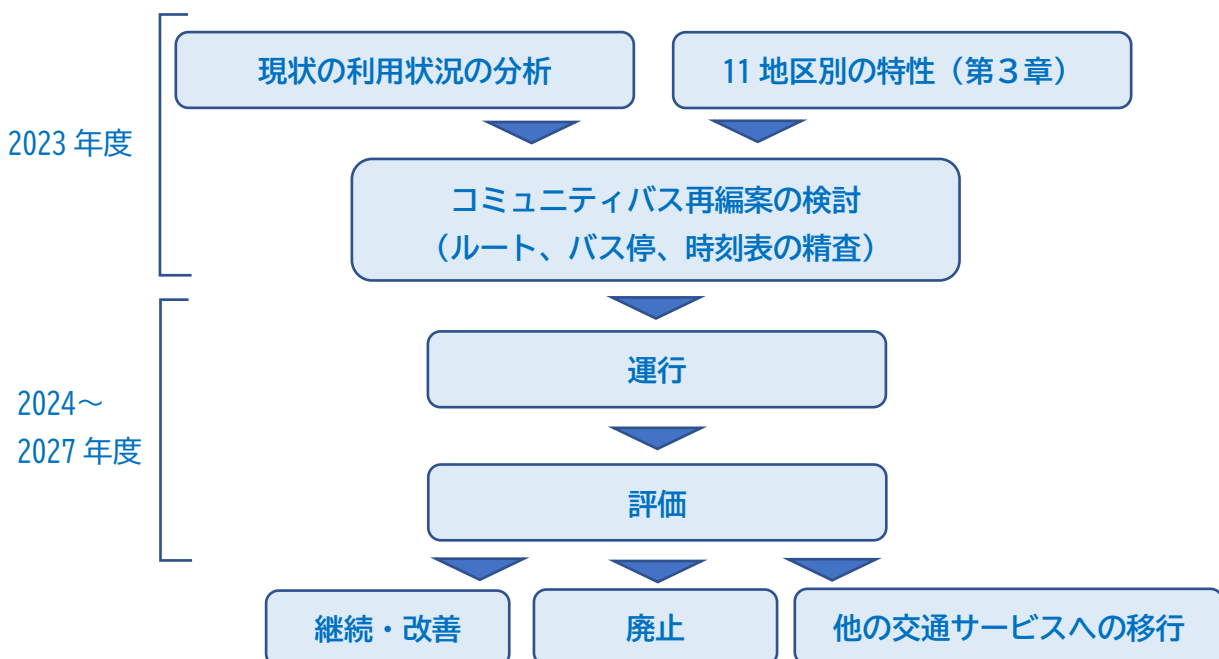 現状の利用状況の分析
11 地区別の特性（第３章）
2023 年度
コミュニティバス再編案の検討
（ルート、バス停、時刻表の精査）
運行
2024～
2027 年度
評価
継続・改善
廃止
他の交通サービスへの移行